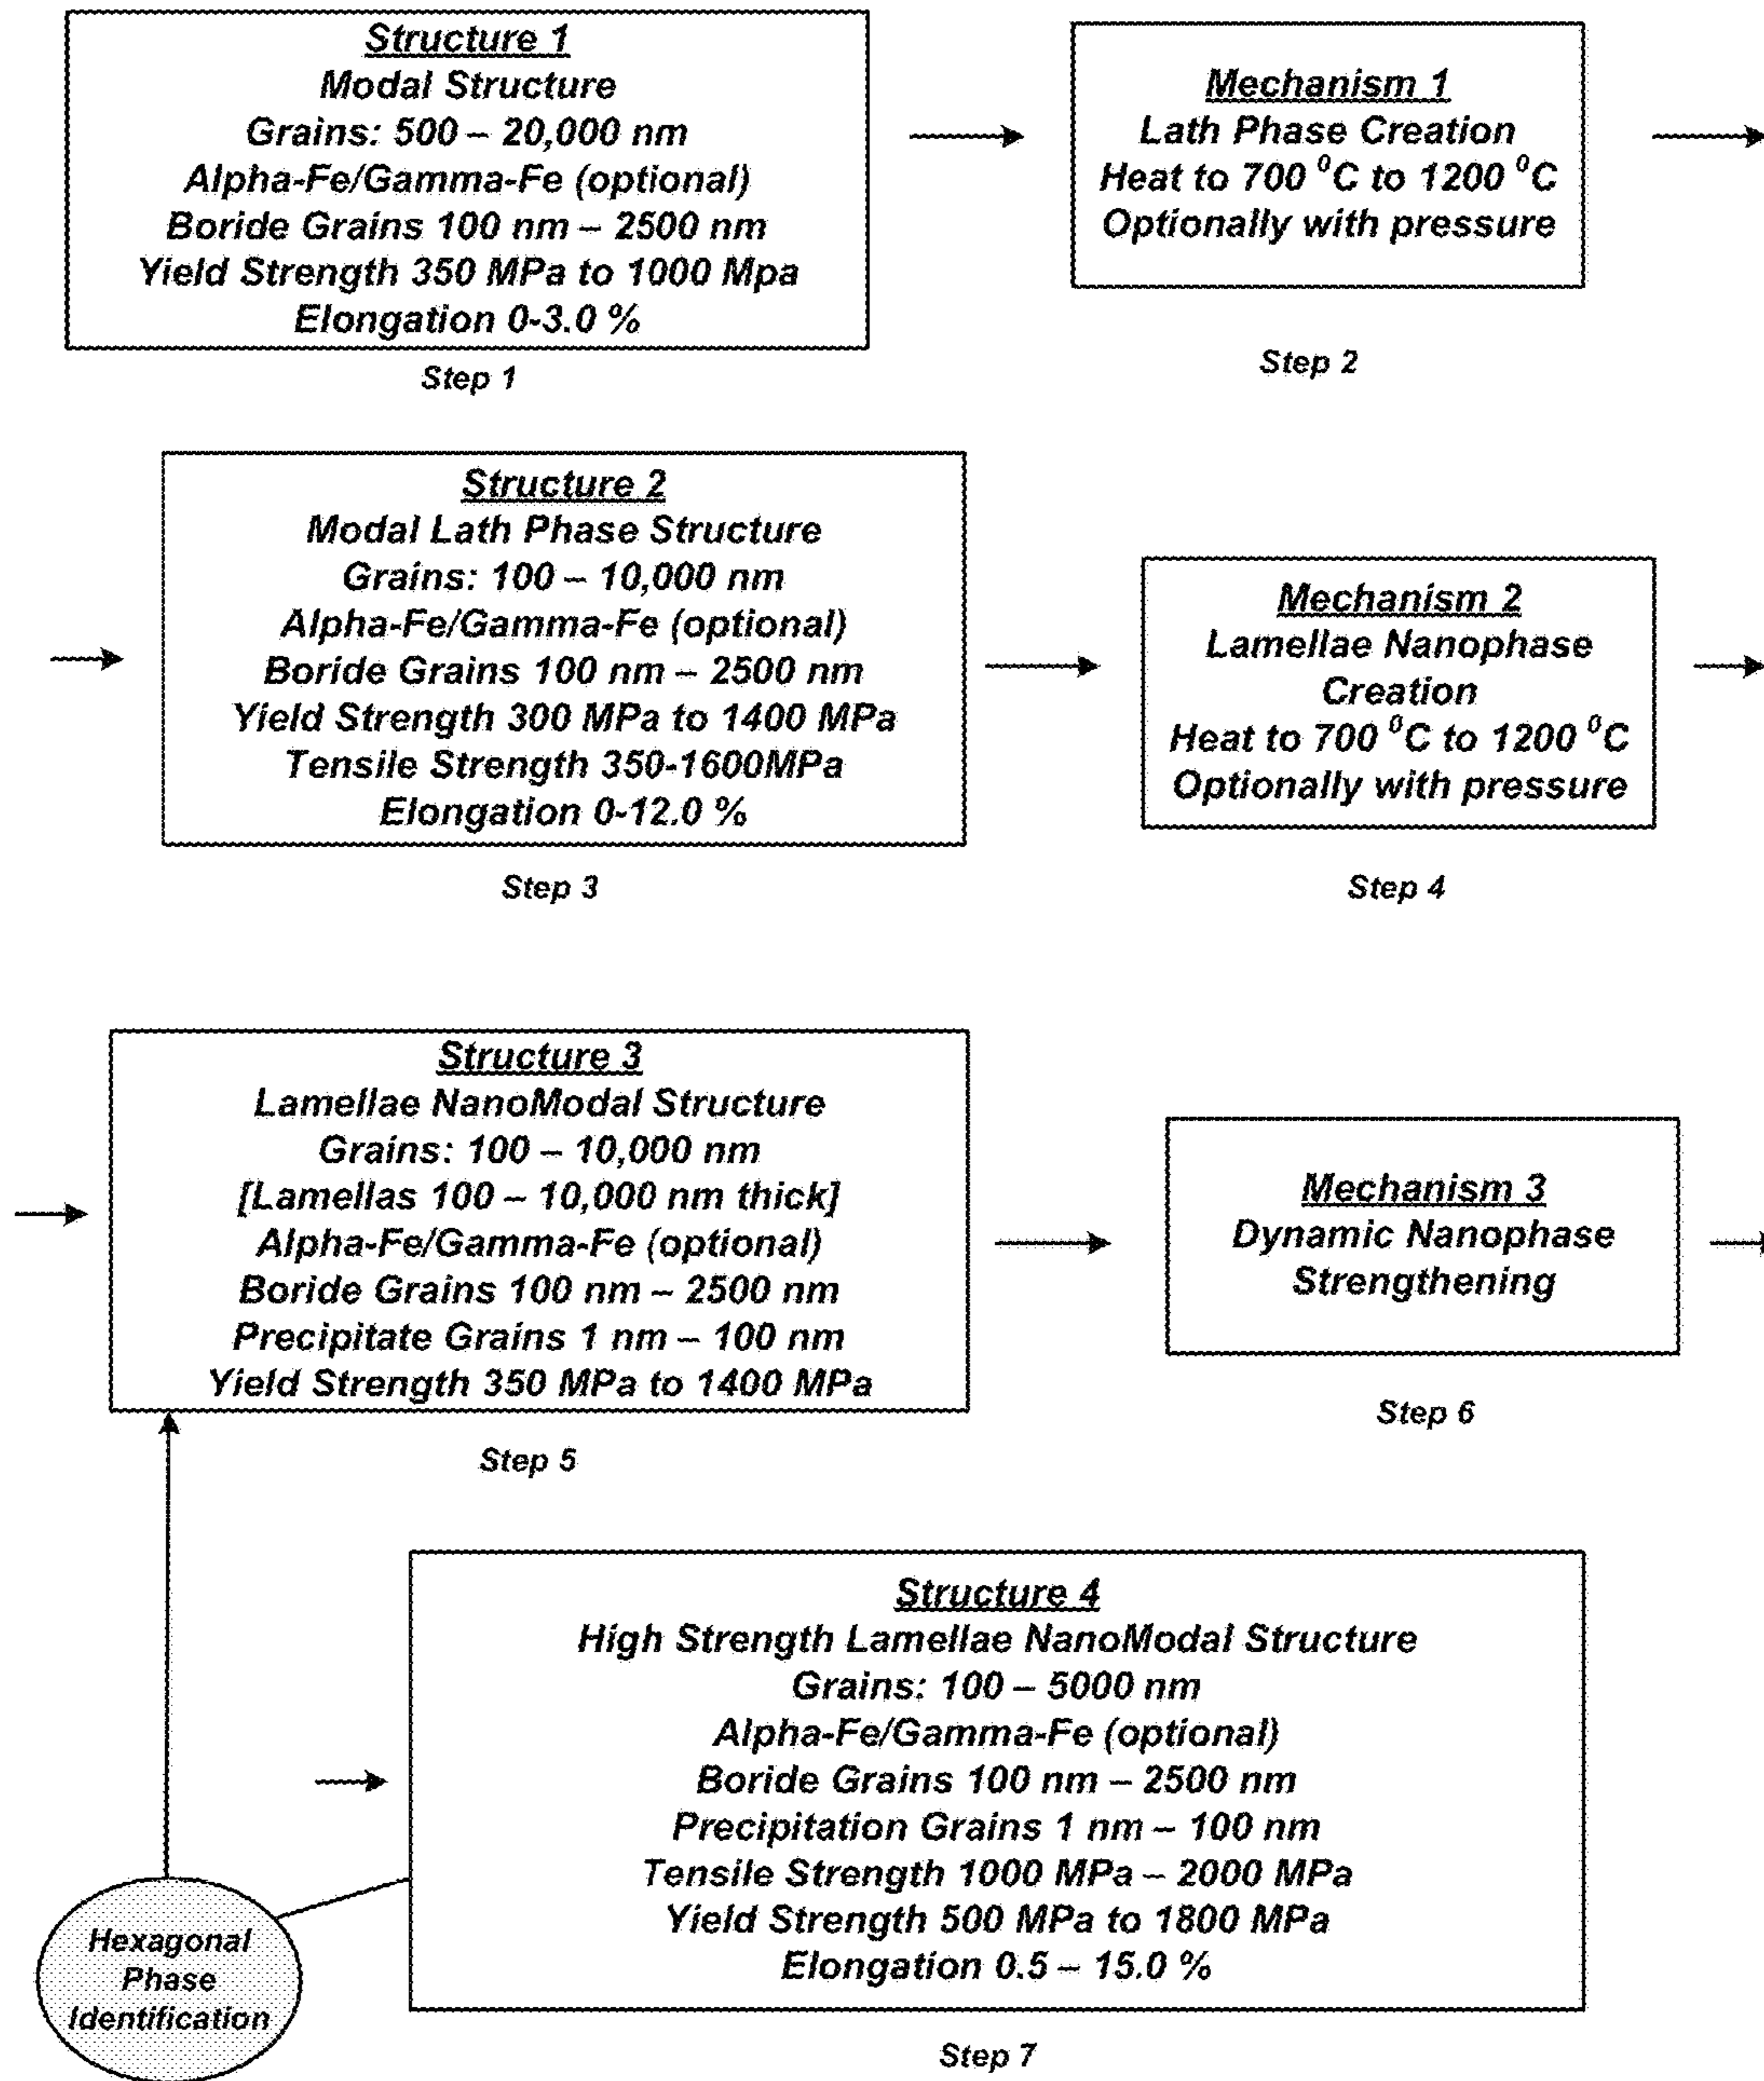 Structure 1
Modal Structure
Grains: 500 – 20,000 nm
Alpha-Fe/Gamma-Fe (optional)
Boride Grains 100 nm – 2500 nm
Yield Strength 350 MPa to 1000 Mpa
Elongation 0-3.0 %
Step 1
Mechanism 1
Lath Phase Creation
Heat to 700 ⁰C to 1200 ⁰C
Optionally with pressure
Step 2
Structure 2
Modal Lath Phase Structure
Grains: 100 – 10,000 nm
Alpha-Fe/Gamma-Fe (optional)
Boride Grains 100 nm – 2500 nm
Yield Strength 300 MPa to 1400 MPa
Tensile Strength 350-1600MPa
Elongation 0-12.0 %
Step 3
Mechanism 2
Lamellae Nanophase
Creation
Heat to 700 ⁰C to 1200 ⁰C
Optionally with pressure
Step 4
Structure 3
Lamellae NanoModal Structure
Grains: 100 – 10,000 nm
[Lamellas 100 – 10,000 nm thick]
Alpha-Fe/Gamma-Fe (optional)
Boride Grains 100 nm – 2500 nm
Precipitate Grains 1 nm – 100 nm
Yield Strength 350 MPa to 1400 MPa
Step 5
Mechanism 3
Dynamic Nanophase
Strengthening
Step 6
Structure 4
High Strength Lamellae NanoModal Structure
Grains: 100 – 5000 nm
Alpha-Fe/Gamma-Fe (optional)
Boride Grains 100 nm – 2500 nm
Precipitation Grains 1 nm – 100 nm
Tensile Strength 1000 MPa – 2000 MPa
Yield Strength 500 MPa to 1800 MPa
Elongation 0.5 – 15.0 %
Step 7
Hexagonal
Phase
Identification